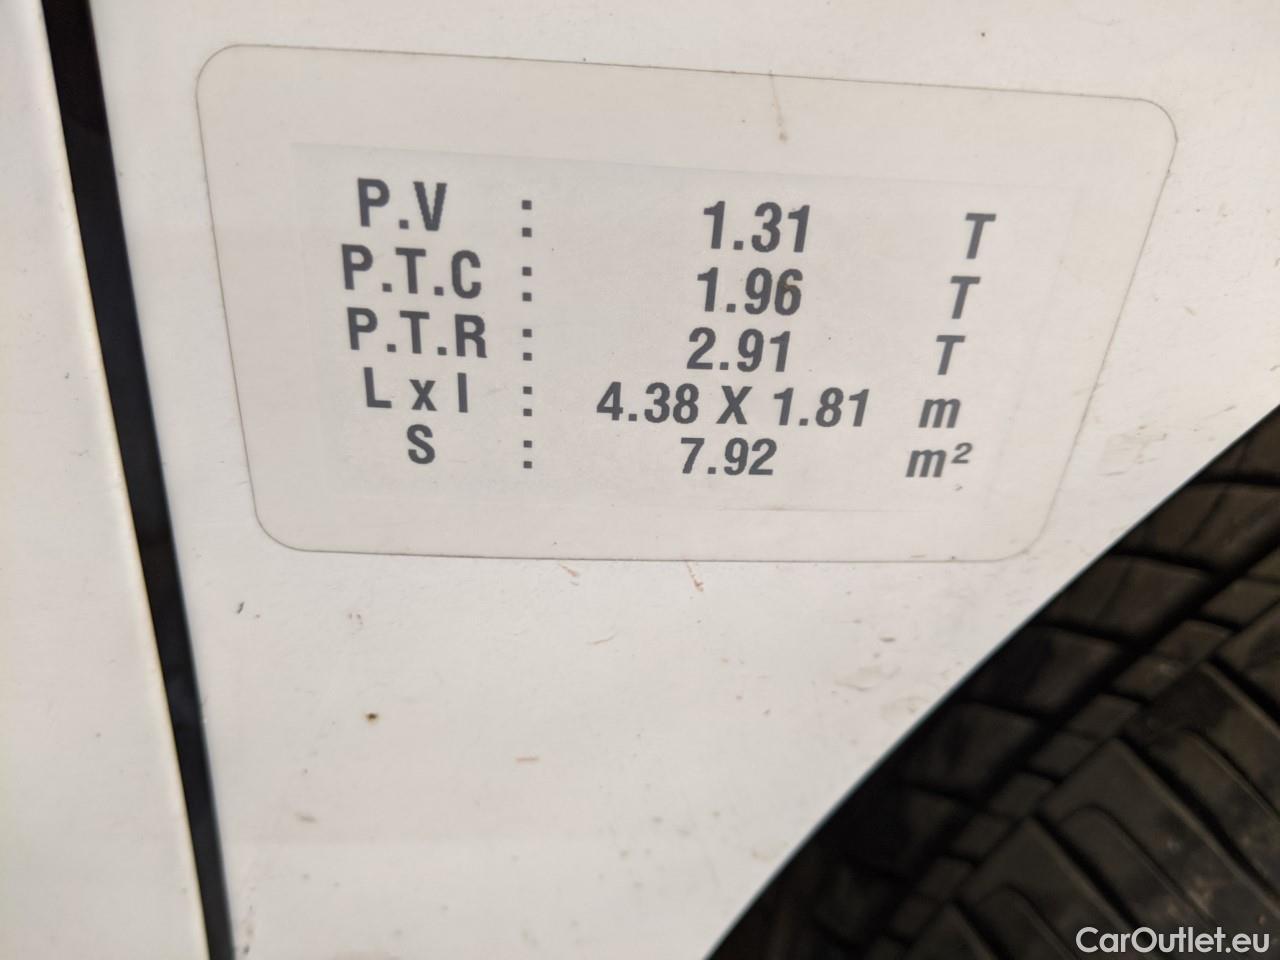 P.V : 1.31 T
P.T.C : 1.96 T
P.T.R : 2.91 T
L x l : 4.38 X 1.81 m
S : 7.92 m²
CarOutlet.eu